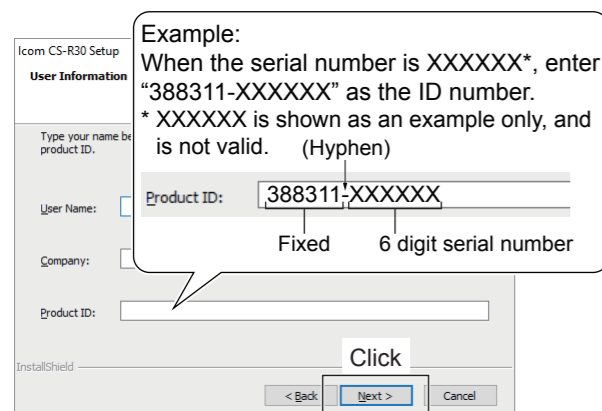 Icom CS-R30 Setup
User Information
Type your name be
product ID.
User Name:
Company:
Product ID:
InstallShield
< Back
Next >
Cancel
Click
Example:
When the serial number is XXXXXX*, enter
“388311-XXXXXX” as the ID number.
* XXXXXX is shown as an example only, and
is not valid.
(Hyphen)
Product ID:
388311-XXXXXX
Fixed
6 digit serial number